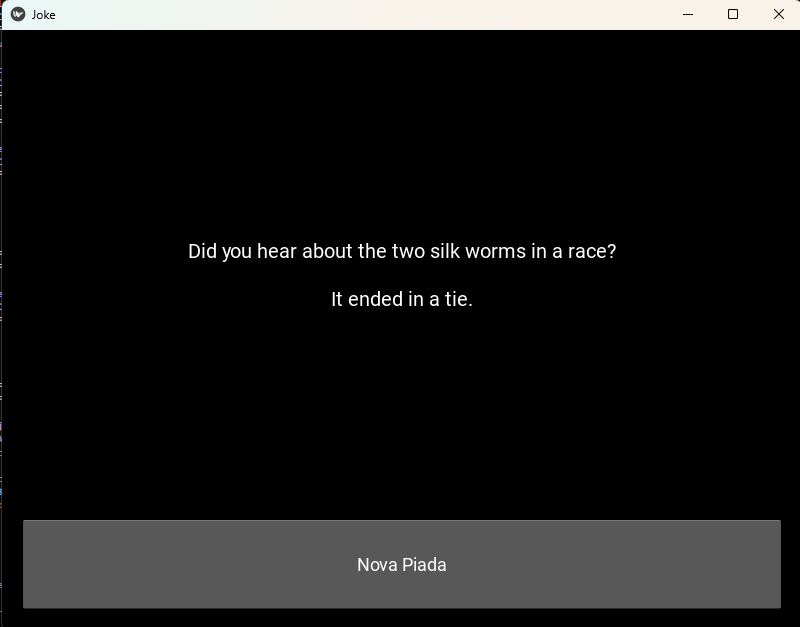 Joke
Did you hear about the two silk worms in a race?
It ended in a tie.
Nova Piada